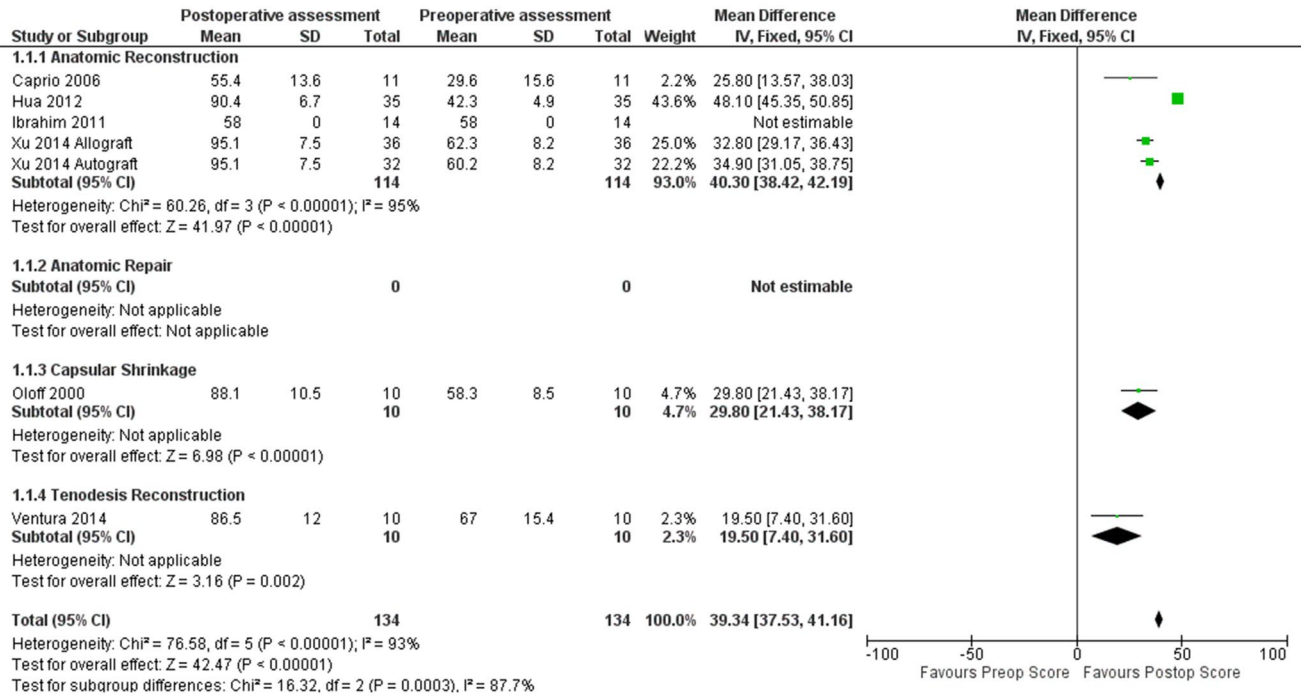 Postoperative assessment Preoperative assessment Mean Difference Mean Difference
Study or Subgroup Mean SD Total Mean SD Total Weight IV, Fixed, 95% CI IV, Fixed, 95% CI
1.1.1 Anatomic Reconstruction
Caprio 2006 55.4 13.6 11 29.6 15.6 11 2.2% 25.80 [13.57, 38.03]
Hua 2012 90.4 6.7 35 42.3 4.9 35 43.6% 48.10 [45.35, 50.85]
Ibrahim 2011 58 0 14 58 0 14 Not estimable
Xu 2014 Allograft 95.1 7.5 36 62.3 8.2 36 25.0% 32.80 [29.17, 36.43]
Xu 2014 Autograft 95.1 7.5 32 60.2 8.2 32 22.2% 34.90 [31.05, 38.75]
Subtotal (95% CI) 114 114 93.0% 40.30 [38.42, 42.19]
Heterogeneity: Chi² = 60.26, df = 3 (P < 0.00001); I² = 95%
Test for overall effect: Z = 41.97 (P < 0.00001)
1.1.2 Anatomic Repair
Subtotal (95% CI) 0 0 Not estimable
Heterogeneity: Not applicable
Test for overall effect: Not applicable
1.1.3 Capsular Shrinkage
Oloff 2000 88.1 10.5 10 58.3 8.5 10 4.7% 29.80 [21.43, 38.17]
Subtotal (95% CI) 10 10 4.7% 29.80 [21.43, 38.17]
Heterogeneity: Not applicable
Test for overall effect: Z = 6.98 (P < 0.00001)
1.1.4 Tenodesis Reconstruction
Ventura 2014 86.5 12 10 67 15.4 10 2.3% 19.50 [7.40, 31.60]
Subtotal (95% CI) 10 10 2.3% 19.50 [7.40, 31.60]
Heterogeneity: Not applicable
Test for overall effect: Z = 3.16 (P = 0.002)
Total (95% CI) 134 134 100.0% 39.34 [37.53, 41.16]
Heterogeneity: Chi² = 76.58, df = 5 (P < 0.00001); I² = 93%
Test for overall effect: Z = 42.47 (P < 0.00001)
Test for subgroup differences: Chi² = 16.32, df = 2 (P = 0.0003), I² = 87.7%
-100 -50 0 50 100
Favours Preop Score Favours Postop Score